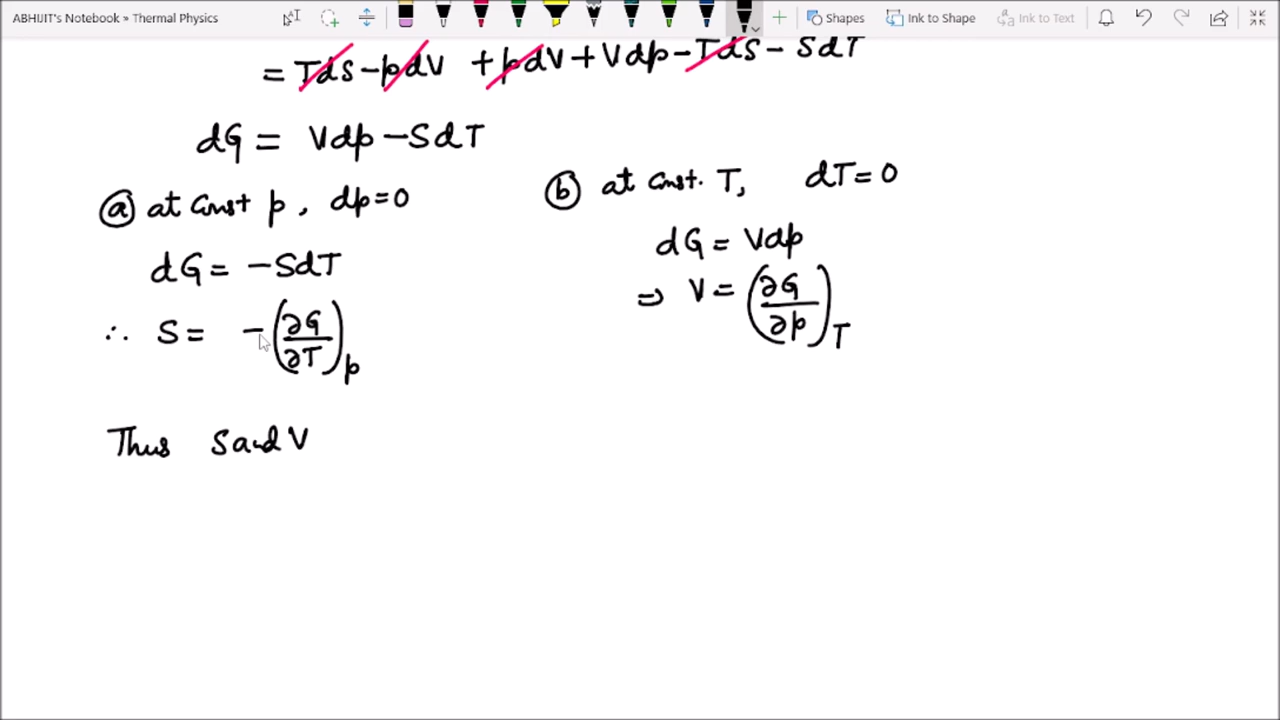 ABHIJIT's Notebook » Thermal Physics
Shapes
Ink to Shape
Ink to Text
= TdS - pdV + pdV + Vdp - TdS - SdT
dG = Vdp - SdT
ⓐ at const p, dp = 0
dG = -SdT
∴ S = -(∂G/∂T)p
ⓑ at const. T, dT = 0
dG = Vdp
⇒ V = (∂G/∂p)T
Thus S and V